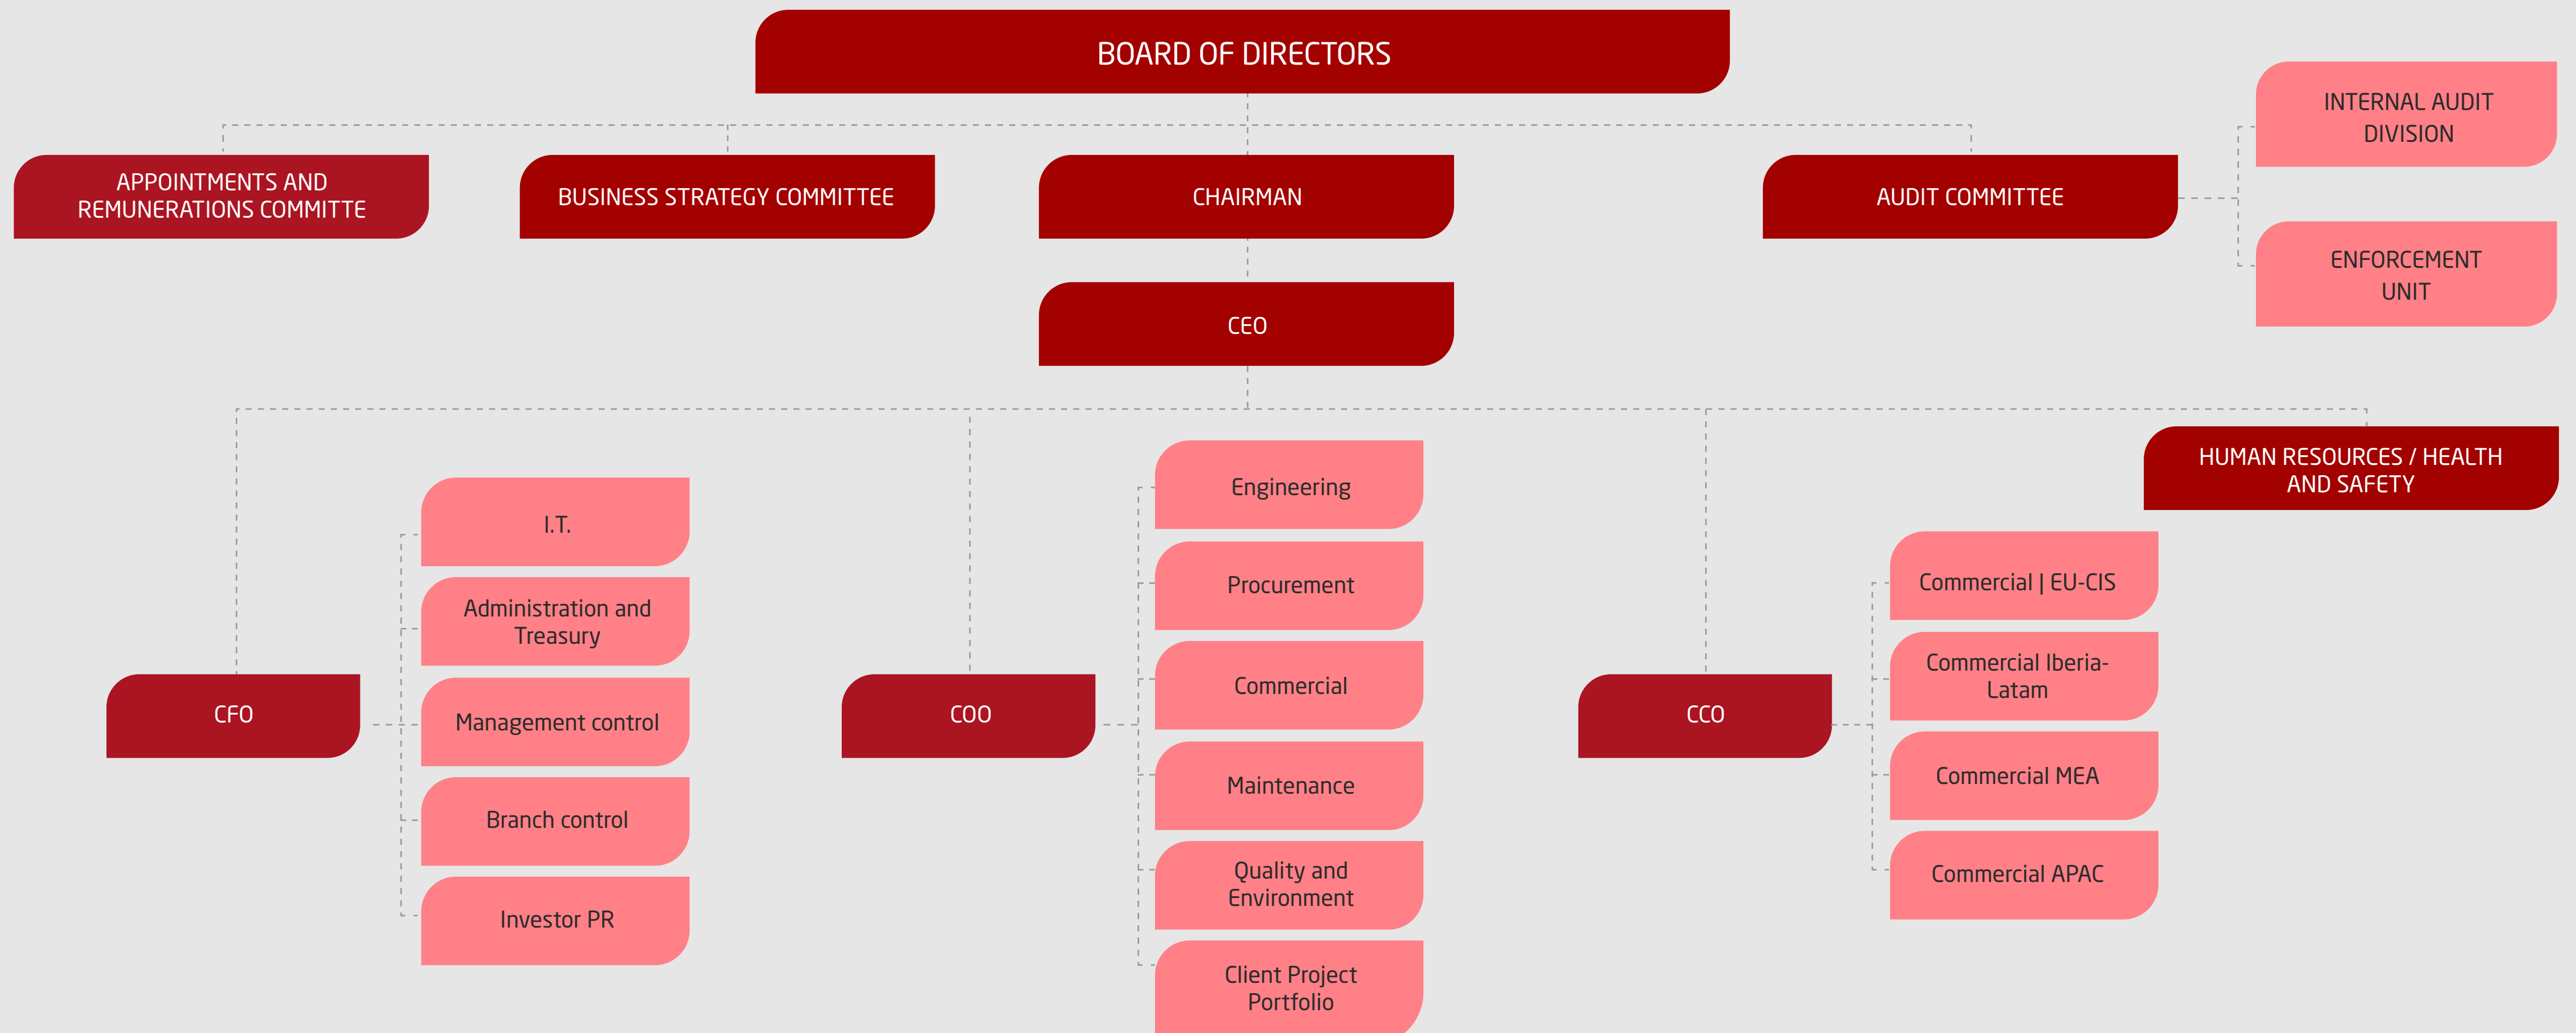 BOARD OF DIRECTORS
INTERNAL AUDIT
DIVISION
APPOINTMENTS AND
REMUNERATIONS COMMITTE
BUSINESS STRATEGY COMMITTEE
CHAIRMAN
AUDIT COMMITTEE
ENFORCEMENT
UNIT
CEO
HUMAN RESOURCES / HEALTH
AND SAFETY
CFO
I.T.
Administration and
Treasury
Management control
Branch control
Investor PR
COO
Engineering
Procurement
Commercial
Maintenance
Quality and
Environment
Client Project
Portfolio
CCO
Commercial | EU-CIS
Commercial Iberia-
Latam
Commercial MEA
Commercial APAC